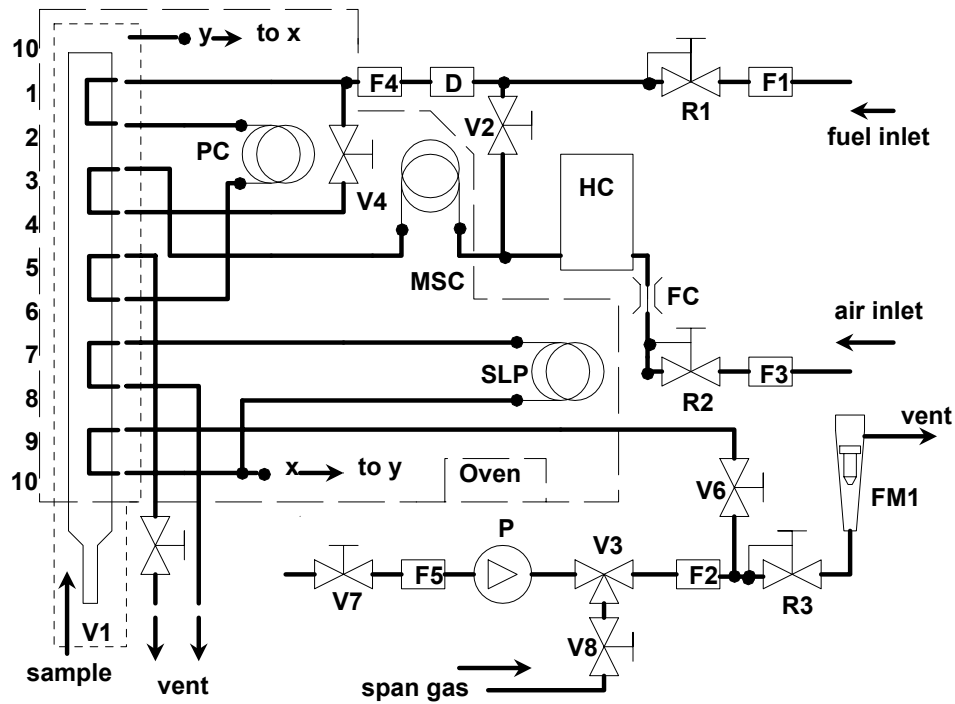 10
y to x
F4
D
F1
R1
1
V2
fuel inlet
2
PC
HC
3
V4
4
5
MSC
FC
6
air inlet
7
SLP
F3
8
R2
vent
9
x to y
Oven
10
V6
FM1
P
V3
F5
F2
V7
R3
V1
V8
sample
vent
span gas